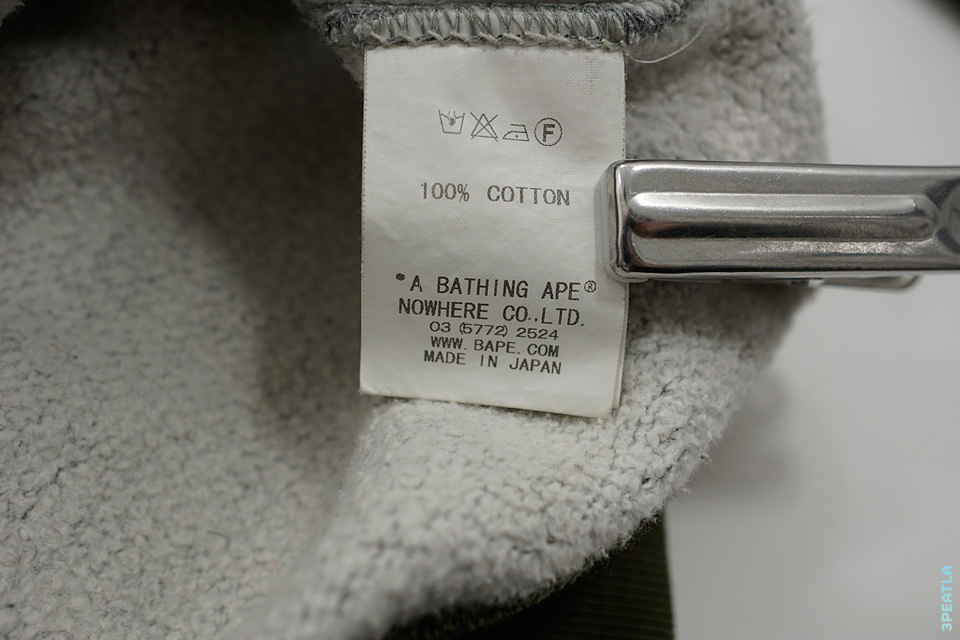 F
100% COTTON
"A BATHING APE®
NOWHERE CO.,LTD.
03 (5772) 2524
WWW. BAPE. COM
MADE IN JAPAN
3PEATLA